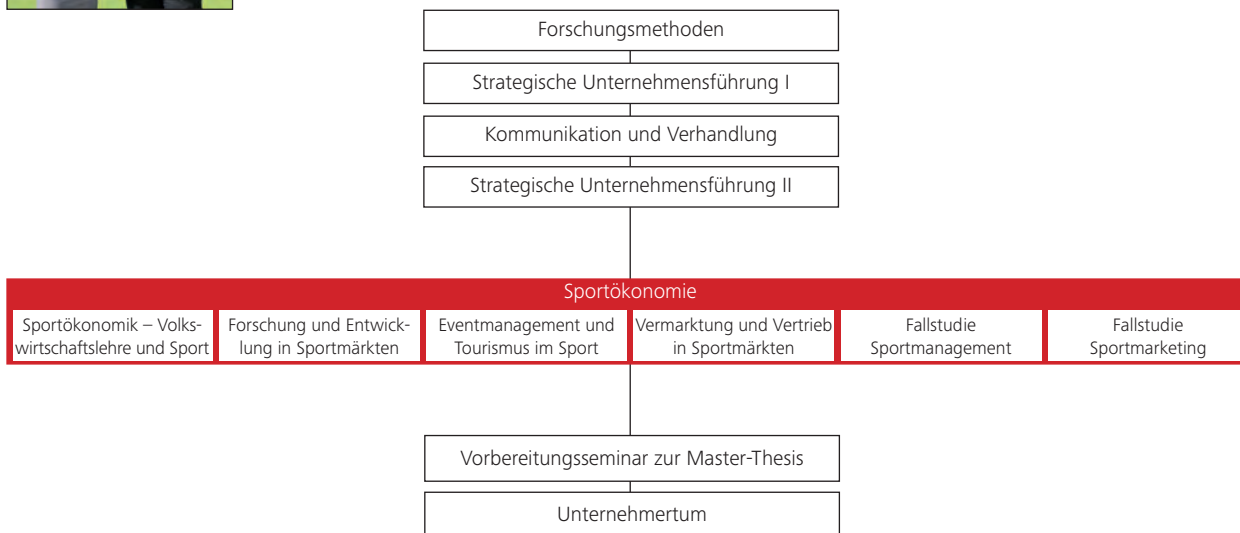 Forschungsmethoden
Strategische Unternehmensführung I
Kommunikation und Verhandlung
Strategische Unternehmensführung II
Sportökonomie
Sportökonomik – Volks-
wirtschaftslehre und Sport
Forschung und Entwick-
lung in Sportmärkten
Eventmanagement und
Tourismus im Sport
Vermarktung und Vertrieb
in Sportmärkten
Fallstudie
Sportmanagement
Fallstudie
Sportmarketing
Vorbereitungsseminar zur Master-Thesis
Unternehmertum